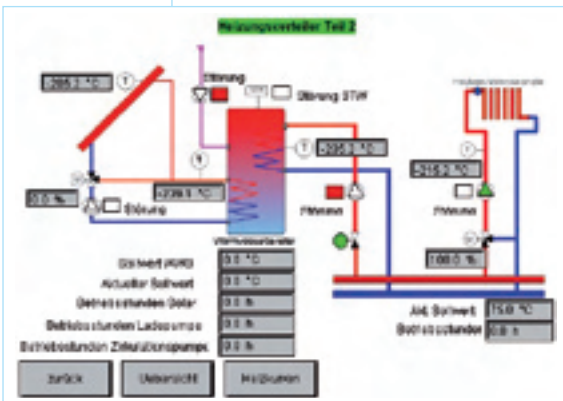 Heizungsverteiler Teil 2
Störung
Störung STW
Störung
Störung
Störung
0.0 %
100.0 %
Sollwert
0.0 °C
Aktueller Sollwert
0.0 °C
Betriebsstunden Solar
0.0 h
Betriebsstunden Ladepumpe
0.0 h
Betriebsstunden Zirkulationspumpe
0.0 h
Akt. Sollwert
75.0 °C
Betriebsstunden
0.0 h
zurück
Uebersicht
Heizkurven